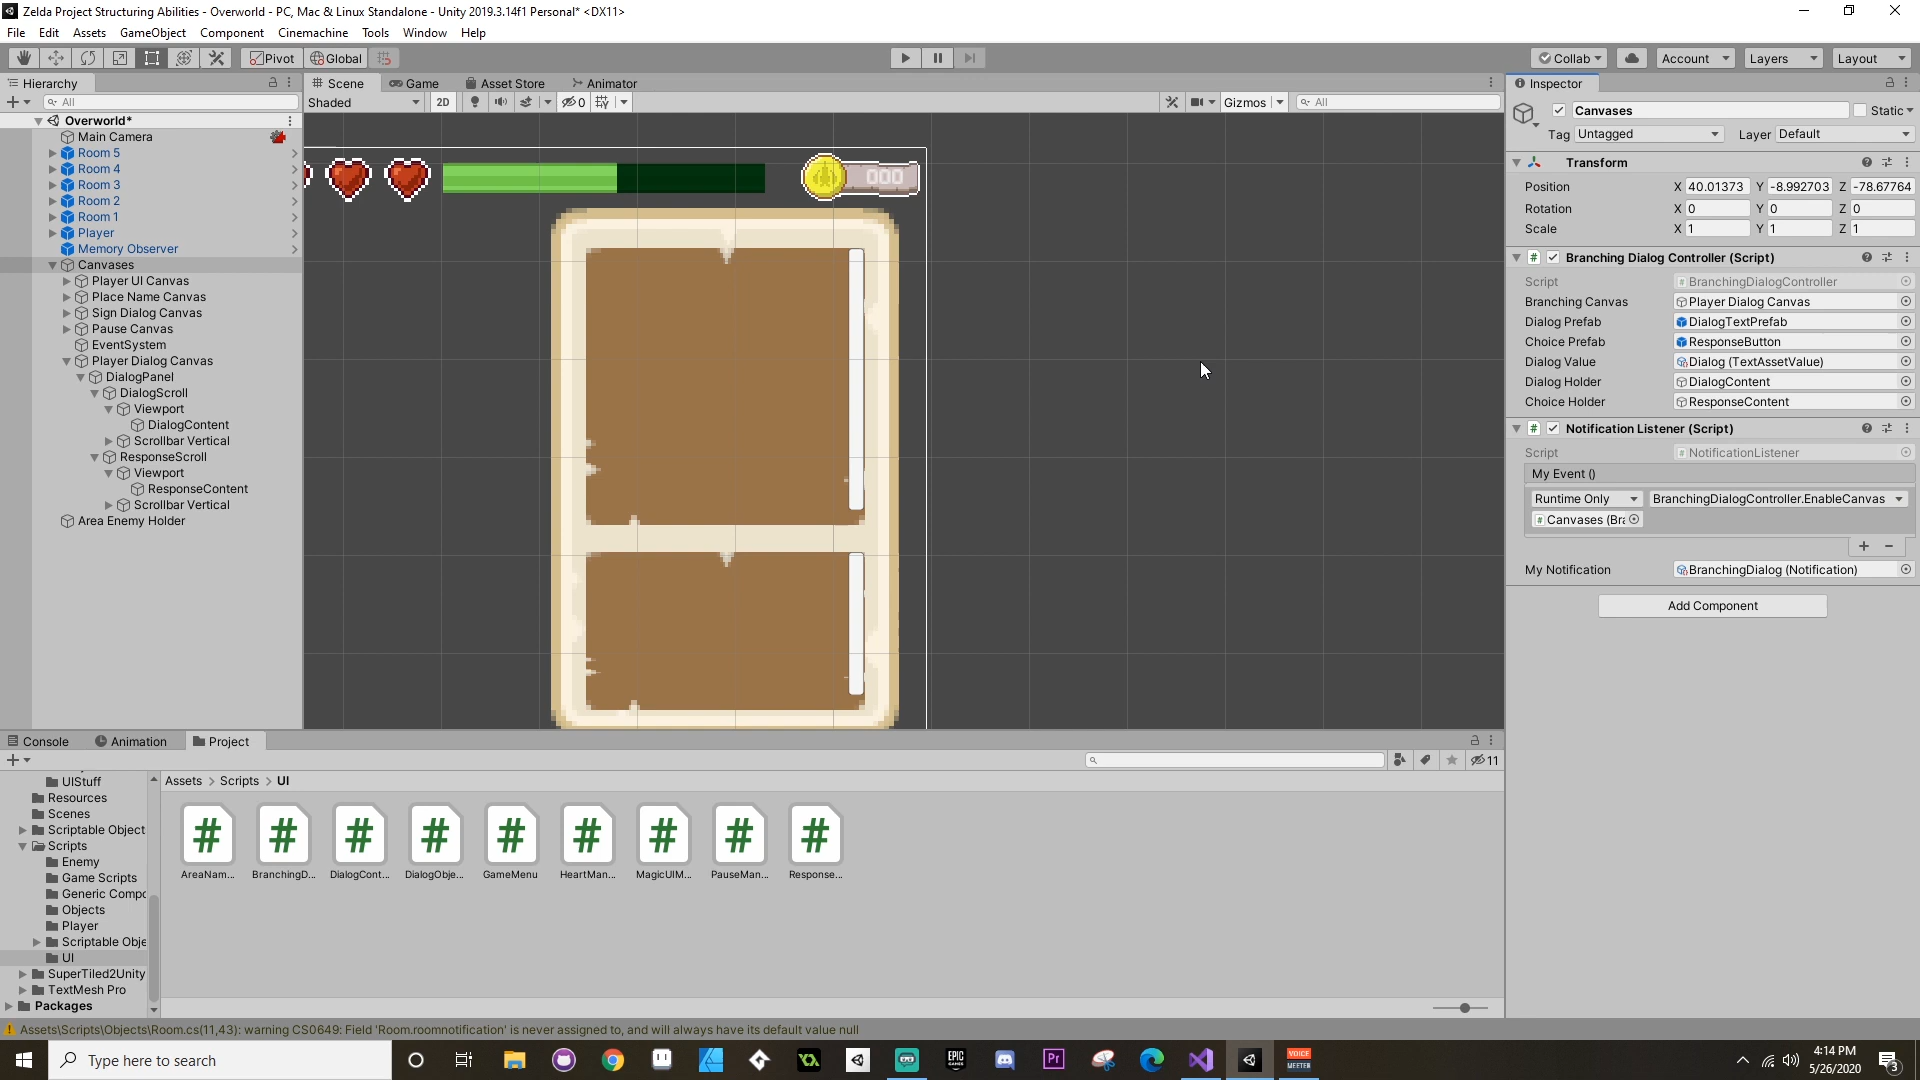 Zelda Project Structuring Abilities - Overworld - PC, Mac & Linux Standalone - Unity 2019.3.14f1 Personal* <DX11>
File Edit Assets GameObject Component Cinemachine Tools Window Help
Pivot Global Collab Account Layers Layout
Hierarchy
All
Overworld*
Main Camera
Room 5
Room 4
Room 3
Room 2
Room 1
Player
Memory Observer
Canvases
Player UI Canvas
Place Name Canvas
Sign Dialog Canvas
Pause Canvas
EventSystem
Player Dialog Canvas
DialogPanel
DialogScroll
Viewport
DialogContent
Scrollbar Vertical
ResponseScroll
Viewport
ResponseContent
Scrollbar Vertical
Area Enemy Holder
Scene Game Asset Store Animator
Shaded 2D 0 Gizmos All
000
Inspector
Canvases Static
Tag Untagged Layer Default
Transform
Position X 40.01373 Y -8.992703 Z -78.67764
Rotation X 0 Y 0 Z 0
Scale X 1 Y 1 Z 1
# Branching Dialog Controller (Script)
Script BranchingDialogController
Branching Canvas Player Dialog Canvas
Dialog Prefab DialogTextPrefab
Choice Prefab ResponseButton
Dialog Value Dialog (TextAssetValue)
Dialog Holder DialogContent
Choice Holder ResponseContent
# Notification Listener (Script)
Script NotificationListener
My Event ()
Runtime Only BranchingDialogController.EnableCanvas
Canvases (Bra
+ −
My Notification BranchingDialog (Notification)
Add Component
Console Animation Project
11
UIStuff
Resources
Scenes
Scriptable Object
Scripts
Enemy
Game Scripts
Generic Compo
Objects
Player
Scriptable Obje
UI
SuperTiled2Unity
TextMesh Pro
Packages
Assets > Scripts > UI
# # # # # # # # #
AreaNam... BranchingD... DialogCont... DialogObje... GameMenu HeartMan... MagicUIM... PauseMan... Response...
Assets\Scripts\Objects\Room.cs(11,43): warning CS0649: Field 'Room.roomnotification' is never assigned to, and will always have its default value null
Type here to search
EPIC GAMES
Pr
VOICE MEETER
4:14 PM
5/26/2020
3